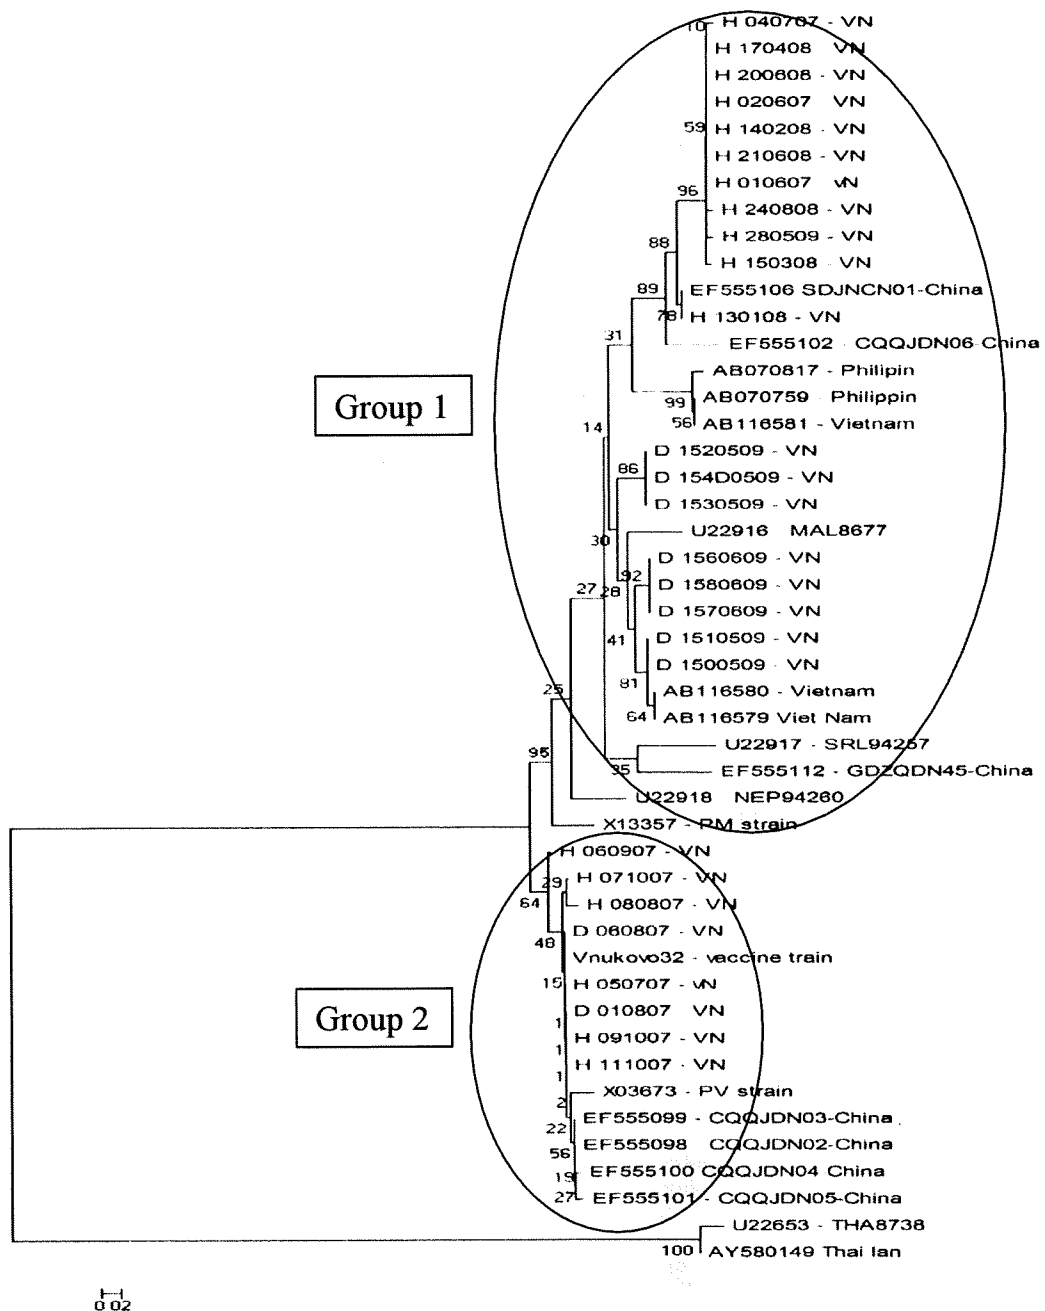 H 040707 - VN
10
H 170408 VN
H 200608 - VN
H 020607 VN
59
H 140208 - VN
H 210608 - VN
H 010607 vN
96
H 240808 - VN
H 280509 - VN
88
H 150308 - VN
89
EF555106 SDJNCN01-China
78
H 130108 - VN
31
EF555102 - CQQJDN06-China
AB070817 - Philipin
99
AB070759 - Philippin
56
AB116581 - Vietnam
Group 1
14
D 1520509 - VN
86
D 154D0509 - VN
D 1530509 - VN
30
U22916 MAL8677
D 1560609 - VN
92
27
28
D 1580609 - VN
D 1570609 - VN
41
D 1510509 - VN
D 1500509 - VN
81
25
AB116580 - Vietnam
64
AB116579 Viet Nam
95
U22917 - SRL94257
35
EF555112 - GDZQDN45-China
U22918 NEP94260
X13357 - PM strain
H 060907 - VN
29
H 071007 - VN
64
H 080807 - VN
D 060807 - VN
48
Vnukovo32 - vaccine train
15
H 050707 - vN
Group 2
D 010807 VN
1
H 091007 - VN
1
H 111007 - VN
1
X03673 - PV strain
2
EF555099 - CQQJDN03-China
22
EF555098 CQQJDN02-China
56
EF555100 CQQJDN04 China
19
27
EF555101 - CQQJDN05-China
U22653 - THA8738
100
AY580149 Thai lan
0.02